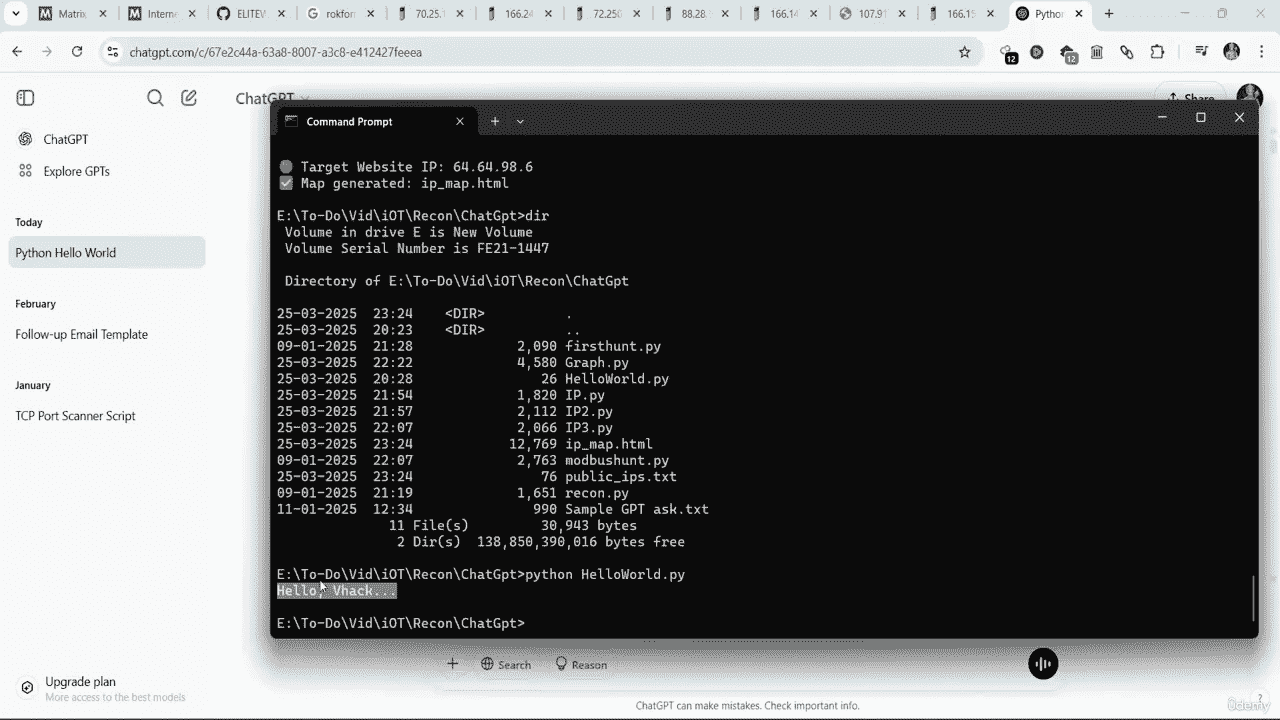 Matrix
Interne
ELITEW
rokforr
70.25.1
166.24
72.250
88.28.
166.14
107.91
166.15
Python
chatgpt.com/c/67e2c44a-63a8-8007-a3c8-e412427feeea
12
12
ChatGPT
Share
ChatGPT
Explore GPTs
Today
Python Hello World
February
Follow-up Email Template
January
TCP Port Scanner Script
Upgrade plan
More access to the best models
Command Prompt
Target Website IP: 64.64.98.6
Map generated: ip_map.html
E:\To-Do\Vid\iOT\Recon\ChatGpt>dir
Volume in drive E is New Volume
Volume Serial Number is FE21-1447
Directory of E:\To-Do\Vid\iOT\Recon\ChatGpt
25-03-2025 23:24 <DIR> .
25-03-2025 20:23 <DIR> ..
09-01-2025 21:28 2,090 firsthunt.py
25-03-2025 22:22 4,580 Graph.py
25-03-2025 20:28 26 HelloWorld.py
25-03-2025 21:54 1,820 IP.py
25-03-2025 21:57 2,112 IP2.py
25-03-2025 22:07 2,066 IP3.py
25-03-2025 23:24 12,769 ip_map.html
09-01-2025 22:07 2,763 modbushunt.py
25-03-2025 23:24 76 public_ips.txt
09-01-2025 21:19 1,651 recon.py
11-01-2025 12:34 990 Sample GPT ask.txt
11 File(s) 30,943 bytes
2 Dir(s) 138,850,390,016 bytes free
E:\To-Do\Vid\iOT\Recon\ChatGpt>python HelloWorld.py
Hello, Vhack...
E:\To-Do\Vid\iOT\Recon\ChatGpt>
Search
Reason
ChatGPT can make mistakes. Check important info.
?
ûdemy